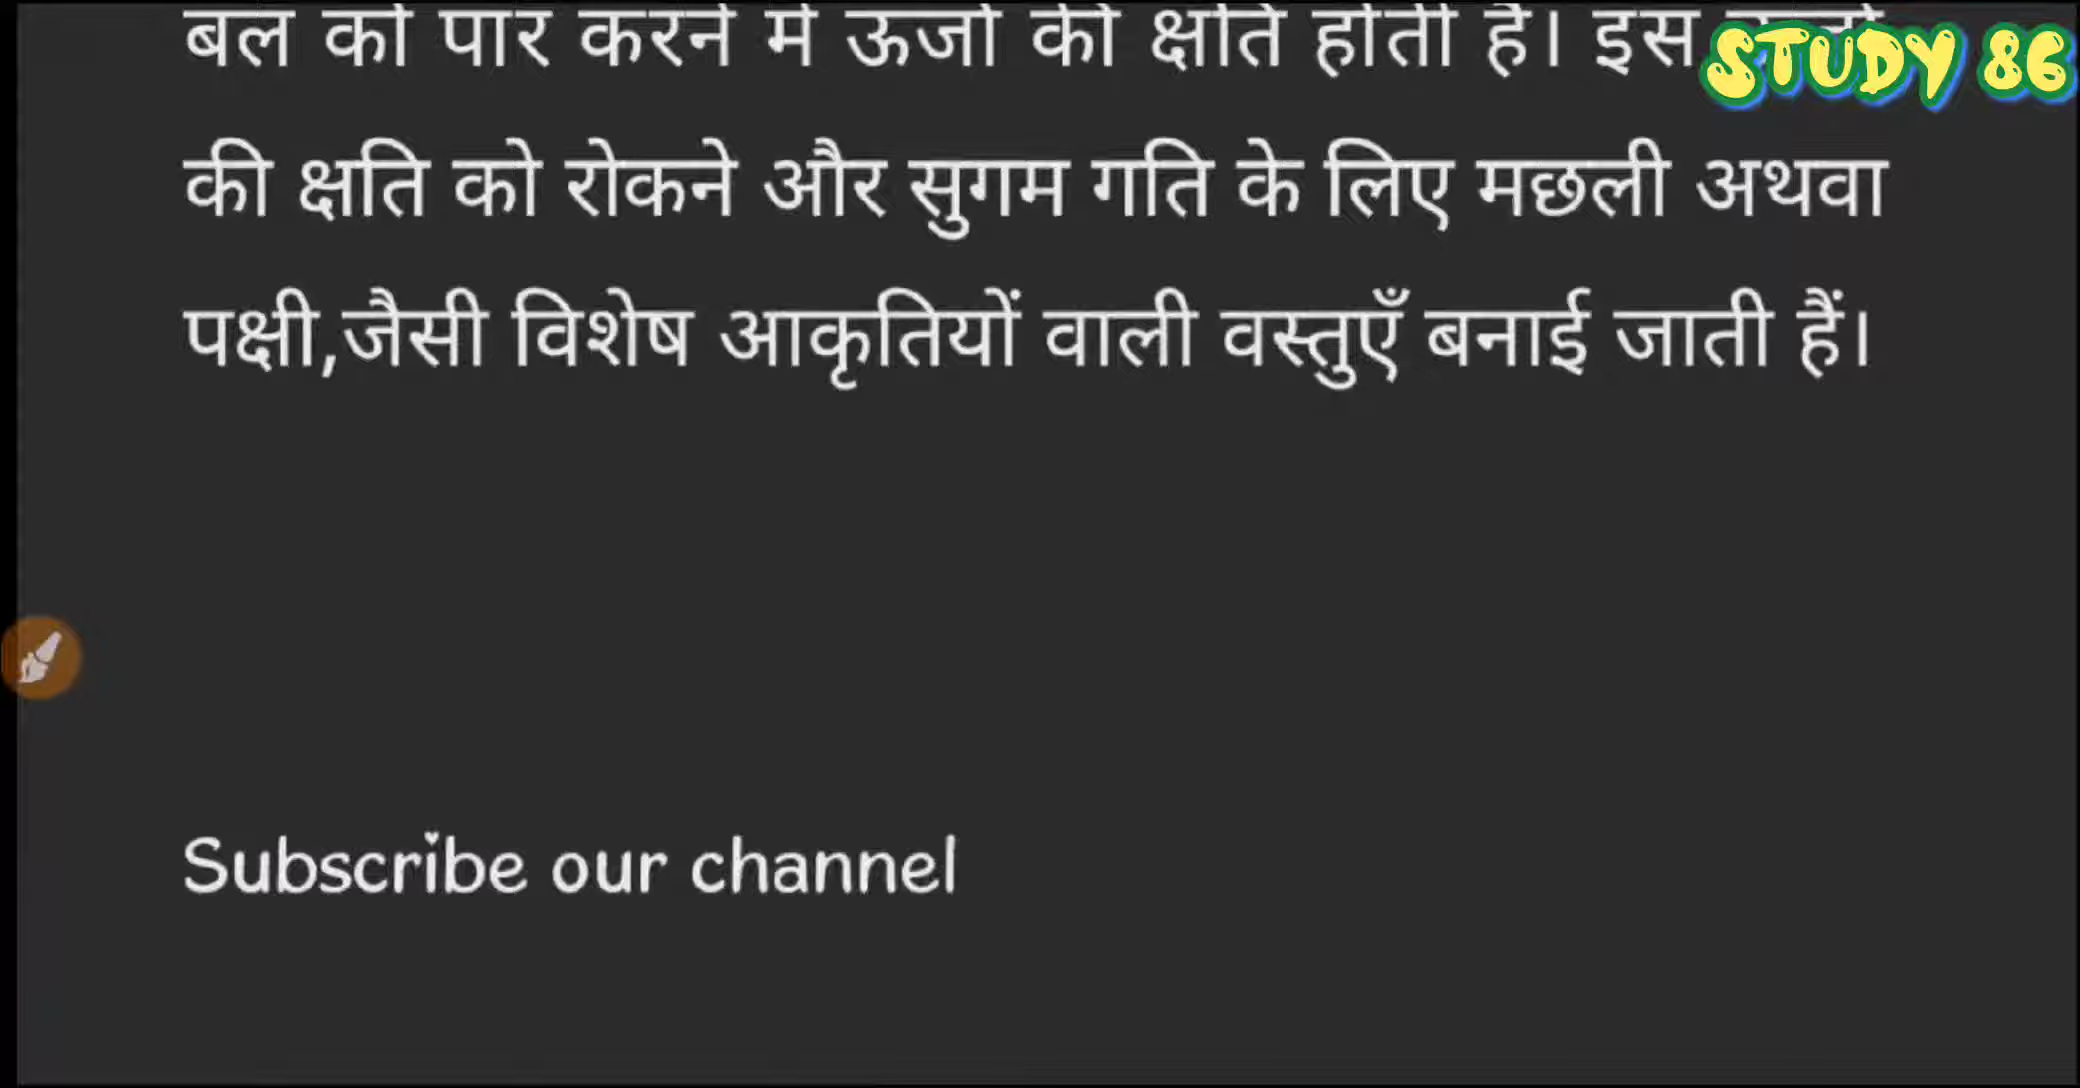 बल को पार करने में ऊर्जा की क्षति होती है। इस
STUDY 86
की क्षति को रोकने और सुगम गति के लिए मछली अथवा
पक्षी,जैसी विशेष आकृतियों वाली वस्तुएँ बनाई जाती हैं।
Subscribe our channel